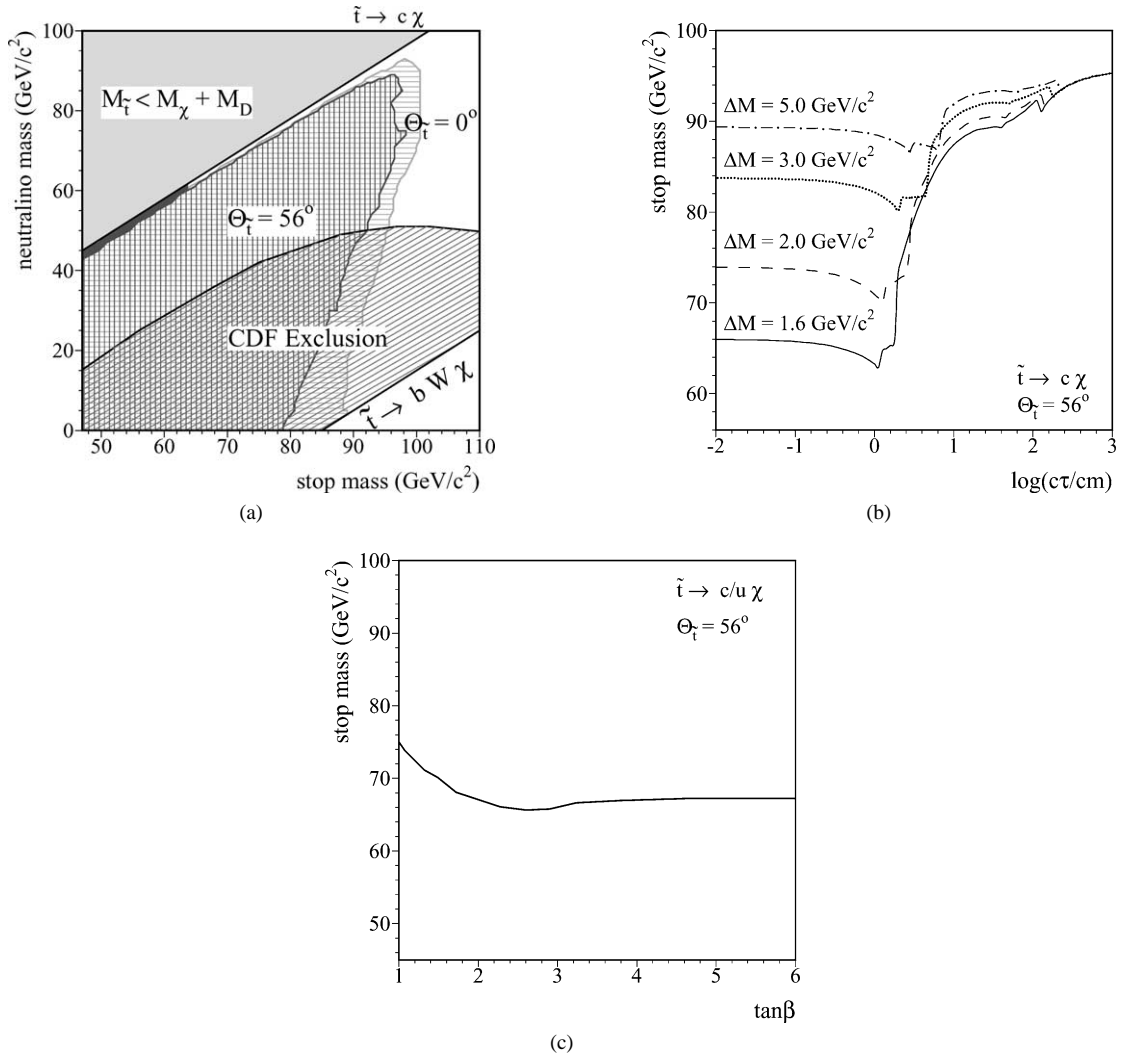 t̃ → c χ
neutralino mass (GeV/c²)
100
80
60
40
20
0
M_t̃ < M_χ + M_D
Θ_t̃ = 0°
Θ_t̃ = 56°
CDF Exclusion
t̃ → b W χ
50 60 70 80 90 100 110
stop mass (GeV/c²)
(a)
stop mass (GeV/c²)
100
90
80
70
60
ΔM = 5.0 GeV/c²
ΔM = 3.0 GeV/c²
ΔM = 2.0 GeV/c²
ΔM = 1.6 GeV/c²
t̃ → c χ
Θ_t̃ = 56°
-2 -1 0 1 2 3
log(cτ/cm)
(b)
stop mass (GeV/c²)
100
90
80
70
60
50
t̃ → c/u χ
Θ_t̃ = 56°
1 2 3 4 5 6
tanβ
(c)